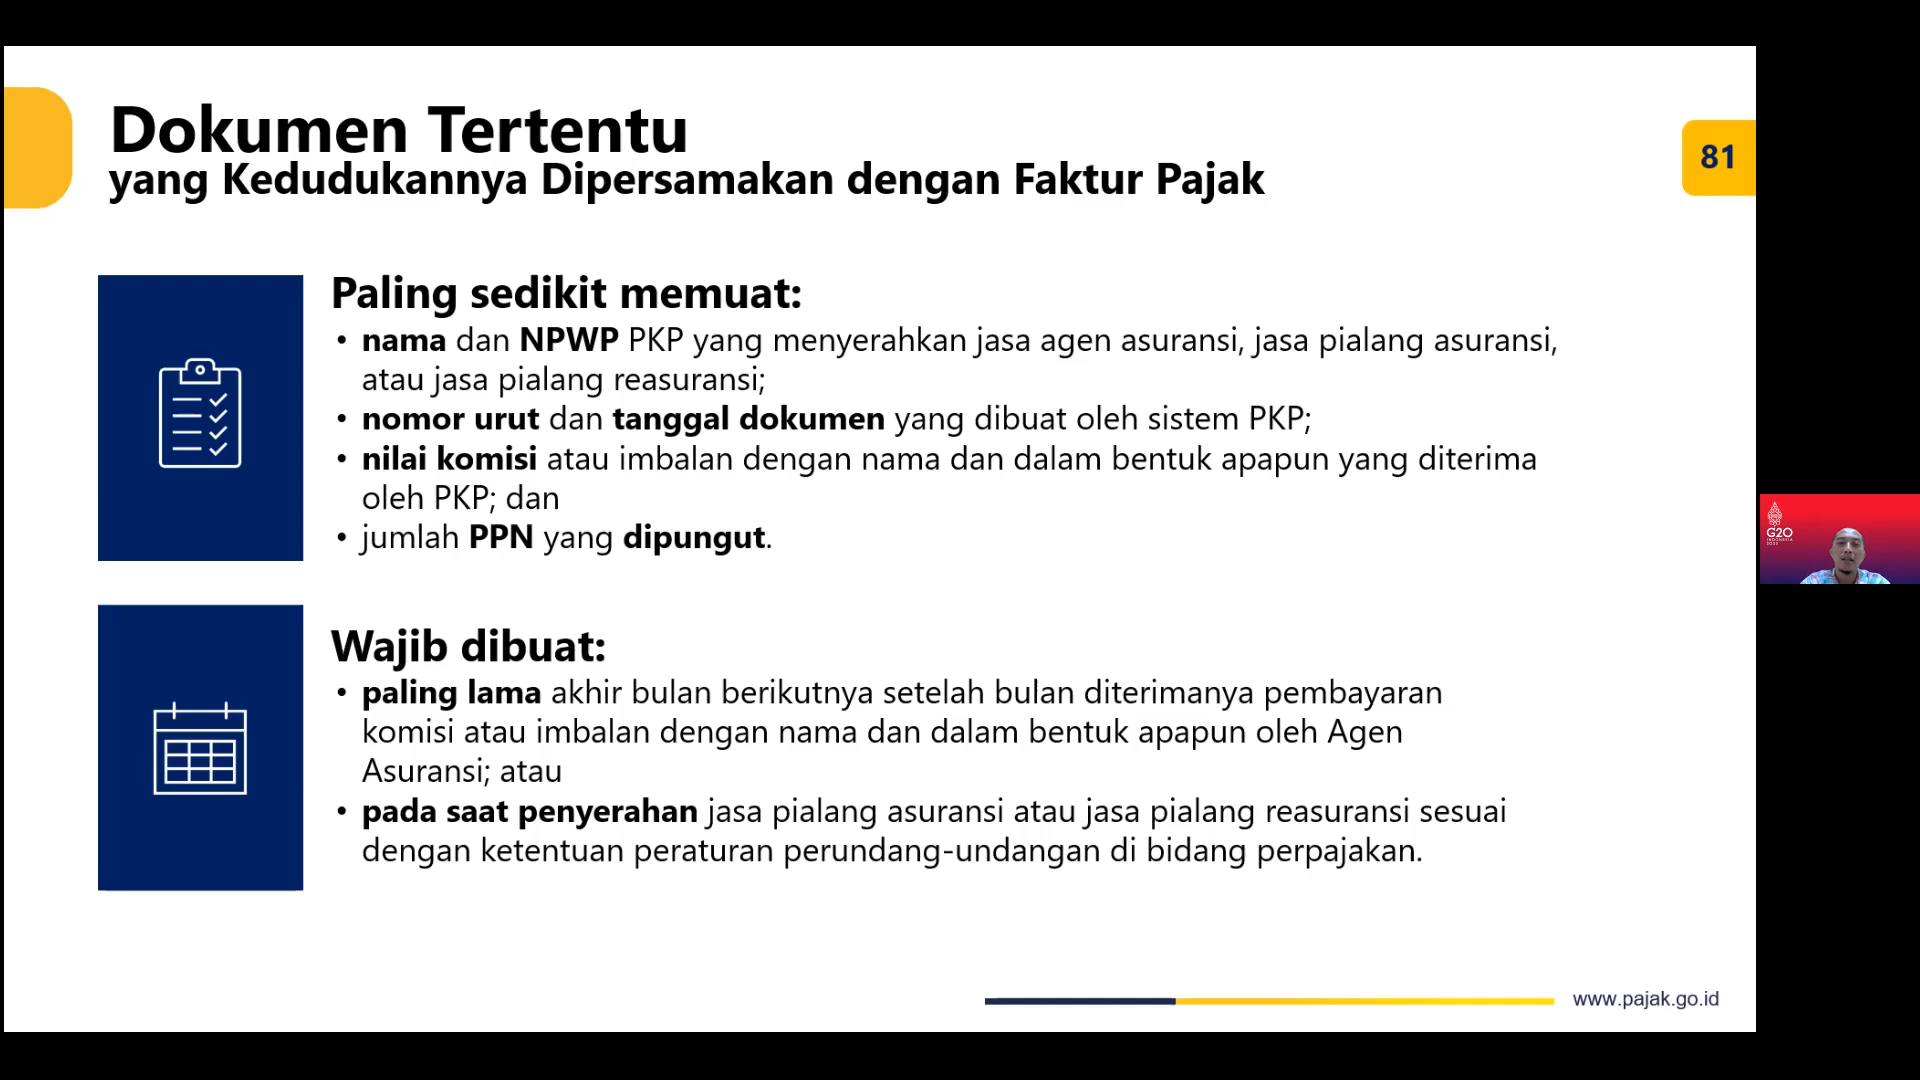 Dokumen Tertentu
yang Kedudukannya Dipersamakan dengan Faktur Pajak
81
Paling sedikit memuat:
• nama dan NPWP PKP yang menyerahkan jasa agen asuransi, jasa pialang asuransi,
atau jasa pialang reasuransi;
• nomor urut dan tanggal dokumen yang dibuat oleh sistem PKP;
• nilai komisi atau imbalan dengan nama dan dalam bentuk apapun yang diterima
oleh PKP; dan
• jumlah PPN yang dipungut.
G20
INDONESIA
2022
Wajib dibuat:
• paling lama akhir bulan berikutnya setelah bulan diterimanya pembayaran
komisi atau imbalan dengan nama dan dalam bentuk apapun oleh Agen
Asuransi; atau
• pada saat penyerahan jasa pialang asuransi atau jasa pialang reasuransi sesuai
dengan ketentuan peraturan perundang-undangan di bidang perpajakan.
www.pajak.go.id